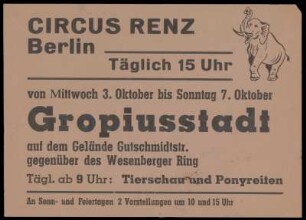 CIRCUS RENZ
Berlin
Täglich 15 Uhr
von Mittwoch 3. Oktober bis Sonntag 7. Oktober
Gropiusstadt
auf dem Gelände Gutschmidtstr.
gegenüber des Wesenberger Ring
Tägl. ab 9 Uhr: Tierschau und Ponyreiten
An Sonn- und Feiertagen 2 Vorstellungen um 10 und 15 Uhr